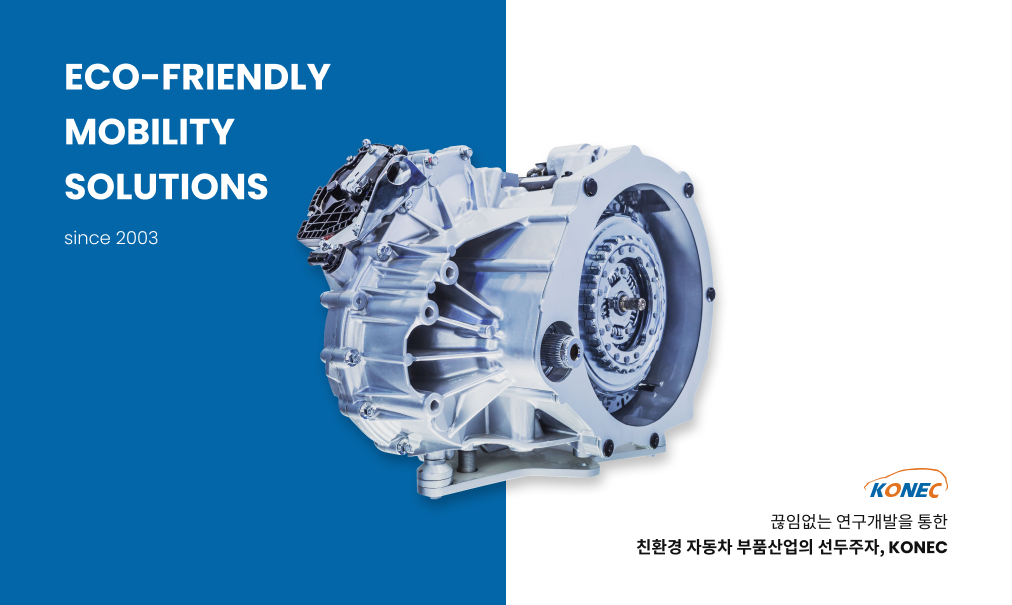 ECO-FRIENDLY
MOBILITY
SOLUTIONS
since 2003
KONEC
끊임없는 연구개발을 통한
친환경 자동차 부품산업의 선두주자, KONEC